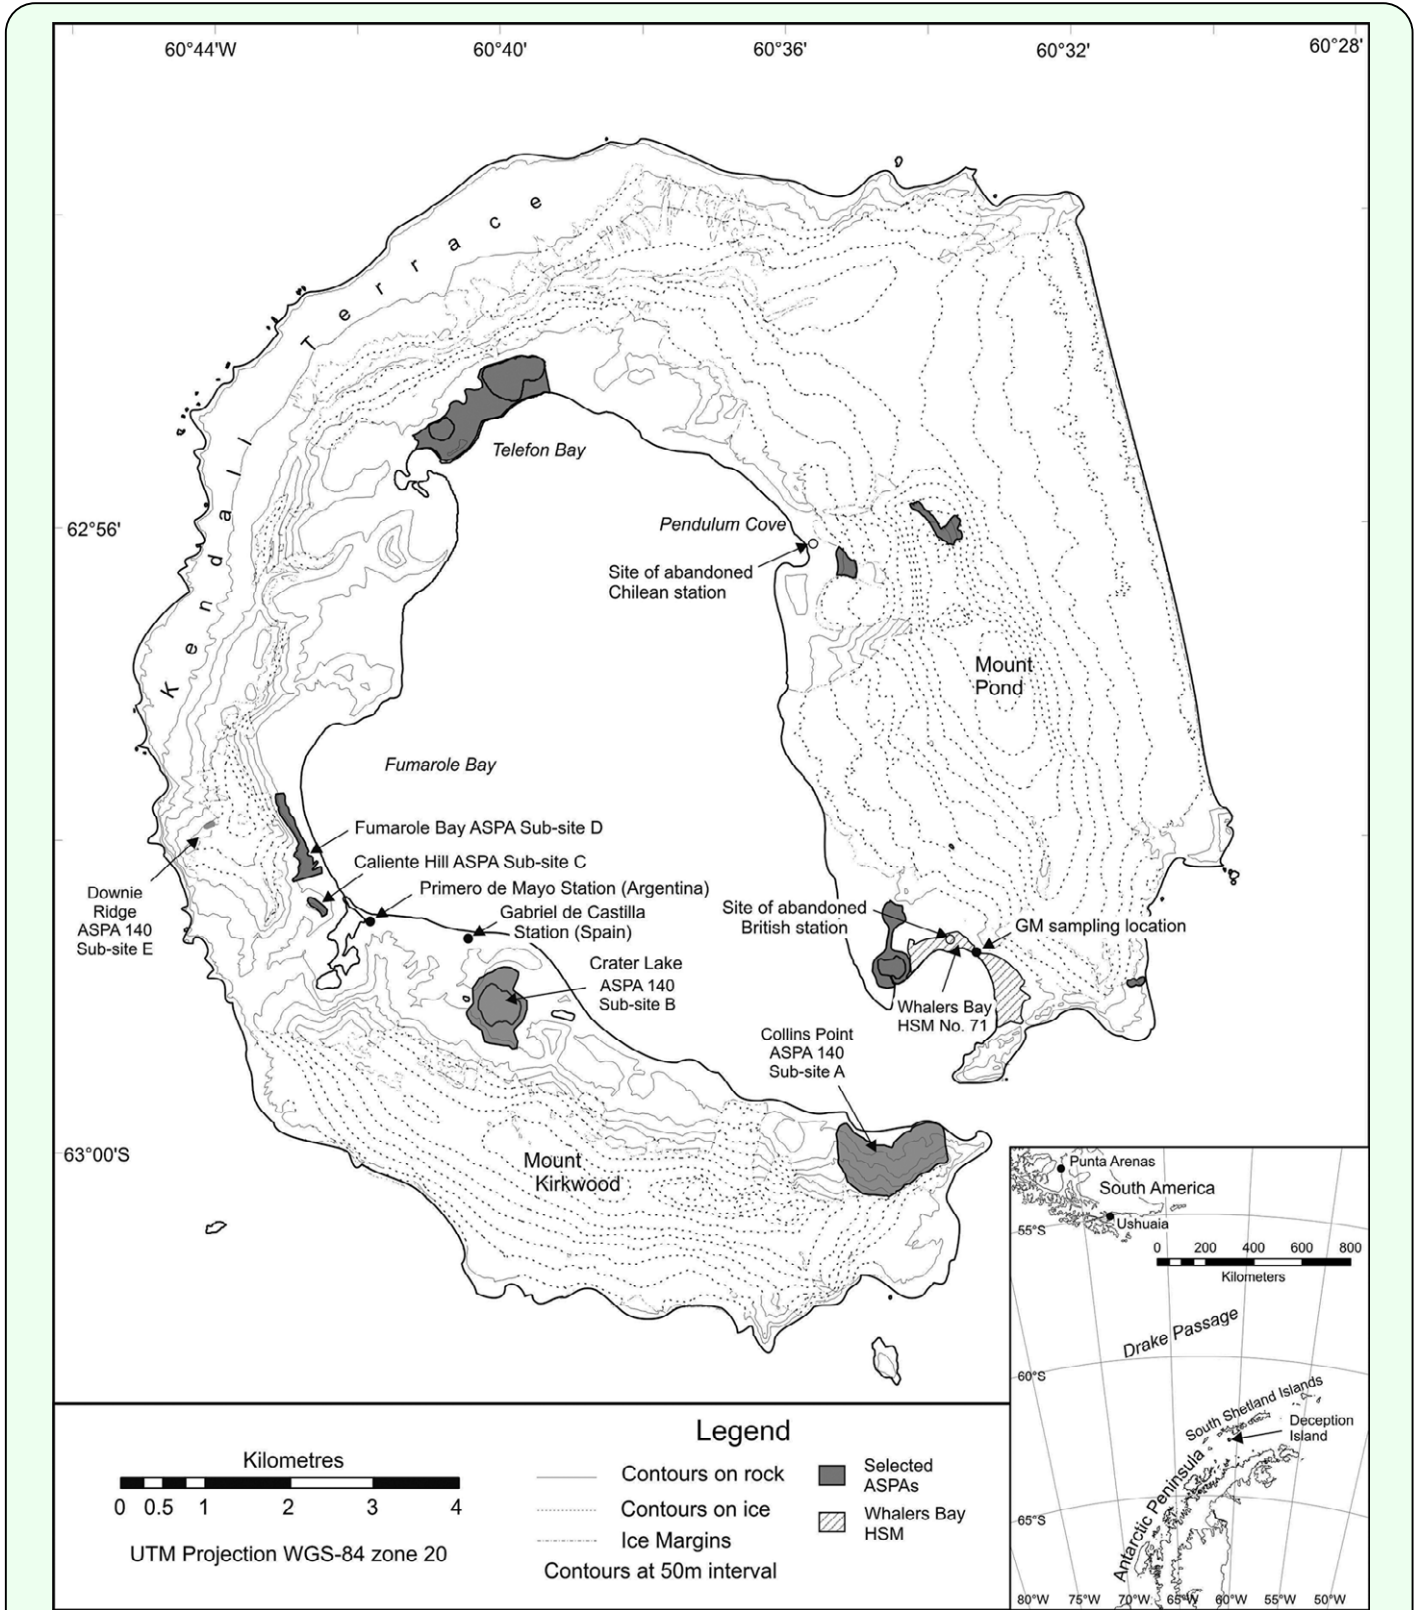 60°44'W 60°40' 60°36' 60°32' 60°28'
Kendall Terrace
Telefon Bay
62°56'
Pendulum Cove
Site of abandoned
Chilean station
Mount
Pond
Fumarole Bay
Fumarole Bay ASPA Sub-site D
Caliente Hill ASPA Sub-site C
Primero de Mayo Station (Argentina)
Gabriel de Castilla
Station (Spain)
Downie
Ridge
ASPA 140
Sub-site E
Site of abandoned
British station
GM sampling location
Crater Lake
ASPA 140
Sub-site B
Whalers Bay
HSM No. 71
Collins Point
ASPA 140
Sub-site A
63°00'S
Mount
Kirkwood
Punta Arenas
South America
Ushuaia
55°S
0 200 400 600 800
Kilometers
Drake Passage
60°S
South Shetland Islands
Deception
Island
Antarctic Peninsula
65°S
80°W 75°W 70°W 65°W 60°W 55°W 50°W
Kilometres
0 0.5 1 2 3 4
UTM Projection WGS-84 zone 20
Legend
Contours on rock
Contours on ice
Ice Margins
Contours at 50m interval
Selected
ASPAs
Whalers Bay
HSM